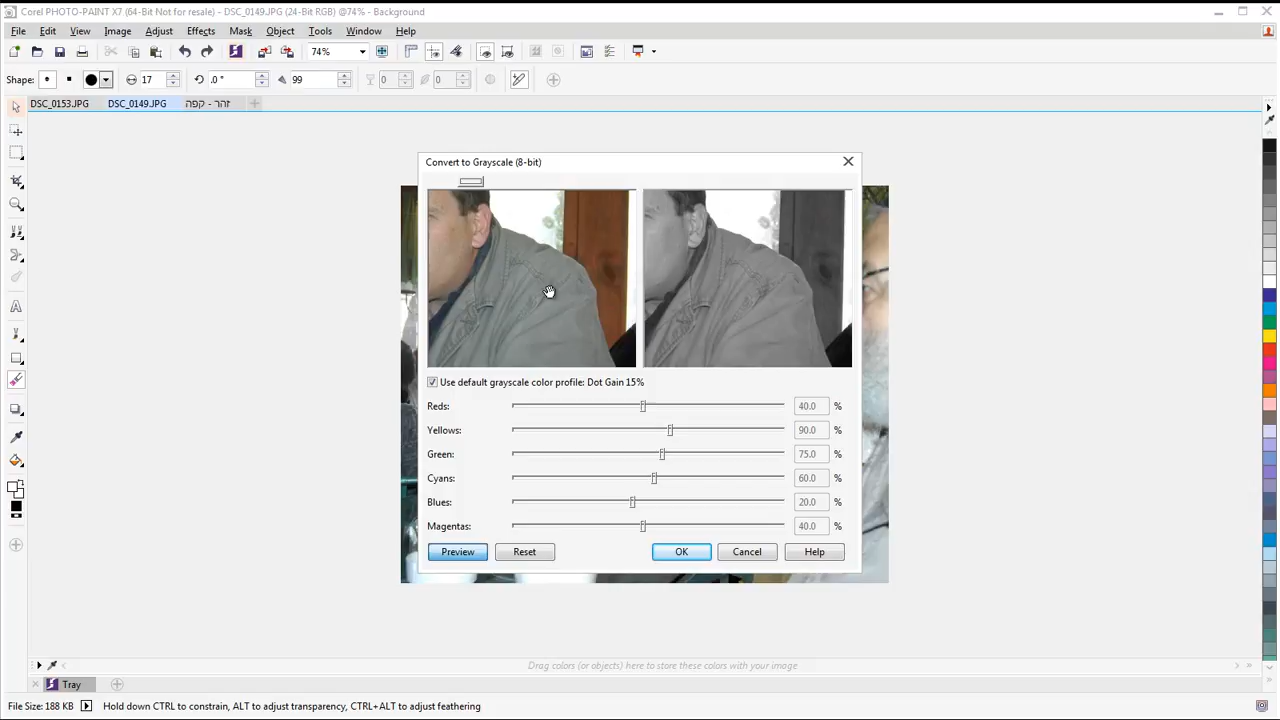 Corel PHOTO-PAINT X7 (64-Bit Not for resale) - DSC_0149.JPG (24-Bit RGB) @74% - Background
File Edit View Image Adjust Effects Mask Object Tools Window Help
74%
Shape: 17 .0 ° 99 0 0
DSC_0153.JPG DSC_0149.JPG זהר - קפה
Convert to Grayscale (8-bit)
Use default grayscale color profile: Dot Gain 15%
Reds: 40.0 %
Yellows: 90.0 %
Green: 75.0 %
Cyans: 60.0 %
Blues: 20.0 %
Magentas: 40.0 %
Preview Reset OK Cancel Help
Drag colors (or objects) here to store these colors with your image
Tray
File Size: 188 KB Hold down CTRL to constrain, ALT to adjust transparency, CTRL+ALT to adjust feathering